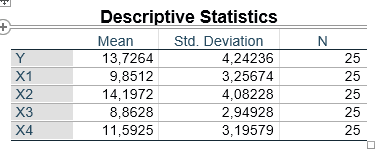 Descriptive Statistics
Mean Std. Deviation N
Y 13,7264 4,24236 25
X1 9,8512 3,25674 25
X2 14,1972 4,08228 25
X3 8,8628 2,94928 25
X4 11,5925 3,19579 25